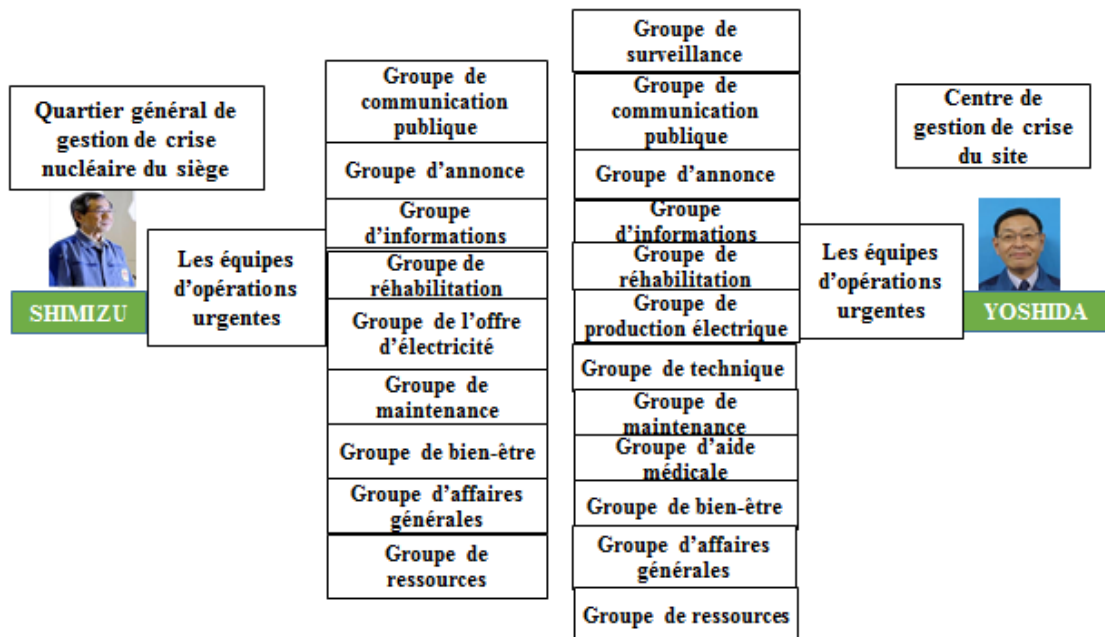 Quartier général de
gestion de crise
nucléaire du siège
SHIMIZU
Les équipes
d'opérations
urgentes
Groupe de
communication
publique
Groupe d'annonce
Groupe
d'informations
Groupe de
réhabilitation
Groupe de l'offre
d'électricité
Groupe de
maintenance
Groupe de bien-être
Groupe d'affaires
générales
Groupe de
ressources
Groupe de
surveillance
Groupe de
communication
publique
Groupe d'annonce
Groupe
d'informations
Groupe de
réhabilitation
Groupe de
production électrique
Groupe de technique
Groupe de
maintenance
Groupe d'aide
médicale
Groupe de bien-être
Groupe d'affaires
générales
Groupe de ressources
Les équipes
d'opérations
urgentes
Centre de
gestion de crise
du site
YOSHIDA